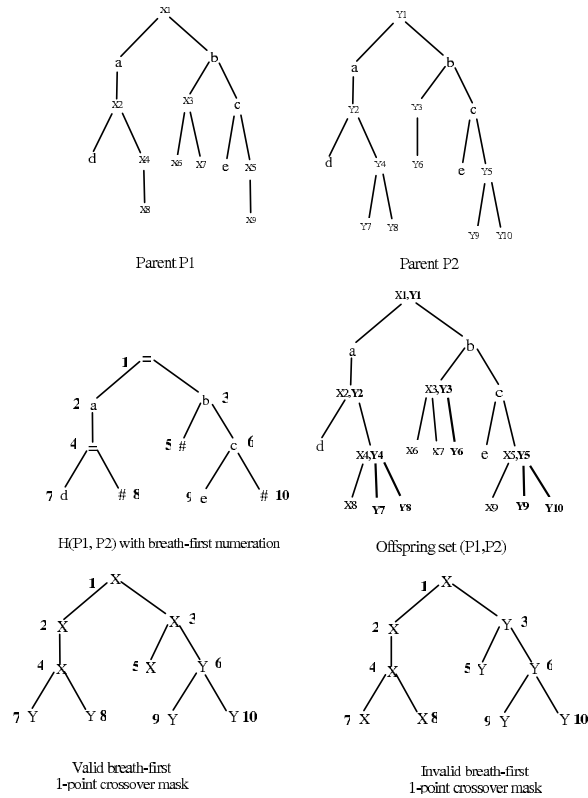 X1
a b
X2 X3 c
d X4 X6 X7 e X5
X8 X9
Parent P1
Y1
a b
Y2 Y3 c
d Y4 Y6 e Y5
Y7 Y8 Y9 Y10
Parent P2
1 =
2 a b 3
4 = 5 # c 6
7 d # 8 9 e # 10
H(P1, P2) with breath-first numeration
X1,Y1
a b
X2,Y2 X3,Y3 c
d X4,Y4 X6 X7 Y6 e X5,Y5
X8 Y7 Y8 X9 Y9 Y10
Offspring set (P1,P2)
1 X
2 X X 3
4 X 5 X Y 6
7 Y Y 8 9 Y Y 10
Valid breath-first
1-point crossover mask
1 X
2 X Y 3
4 X 5 Y Y 6
7 X X 8 9 Y Y 10
Invalid breath-first
1-point crossover mask